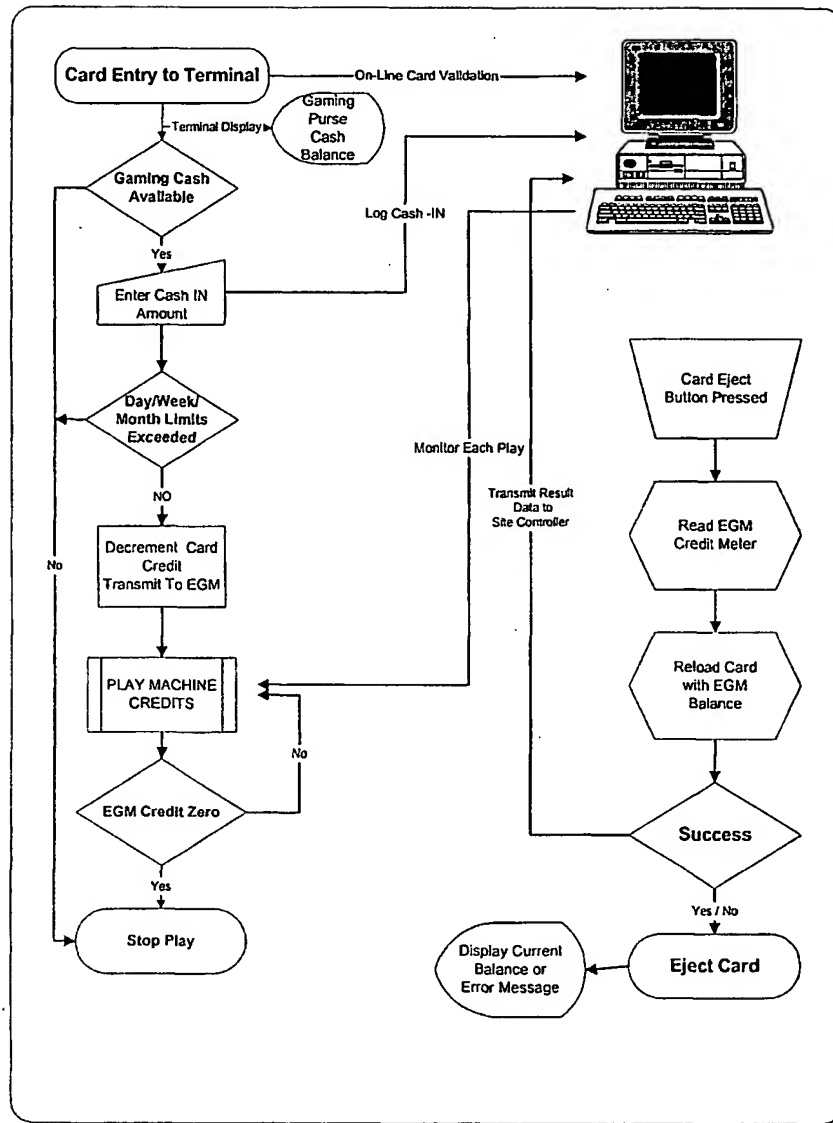 Card Entry to Terminal
On-Line Card Validation
Terminal Display
Gaming
Purse
Cash
Balance
Gaming Cash
Available
Log Cash -IN
Yes
Enter Cash IN
Amount
Day/Week/
Month Limits
Exceeded
NO
No
Decrement Card
Credit
Transmit To EGM
PLAY MACHINE
CREDITS
No
EGM Credit Zero
Yes
Stop Play
Monitor Each Play
Transmit Result
Data to
Site Controller
Card Eject
Button Pressed
Read EGM
Credit Meter
Reload Card
with EGM
Balance
Success
Yes / No
Eject Card
Display Current
Balance or
Error Message